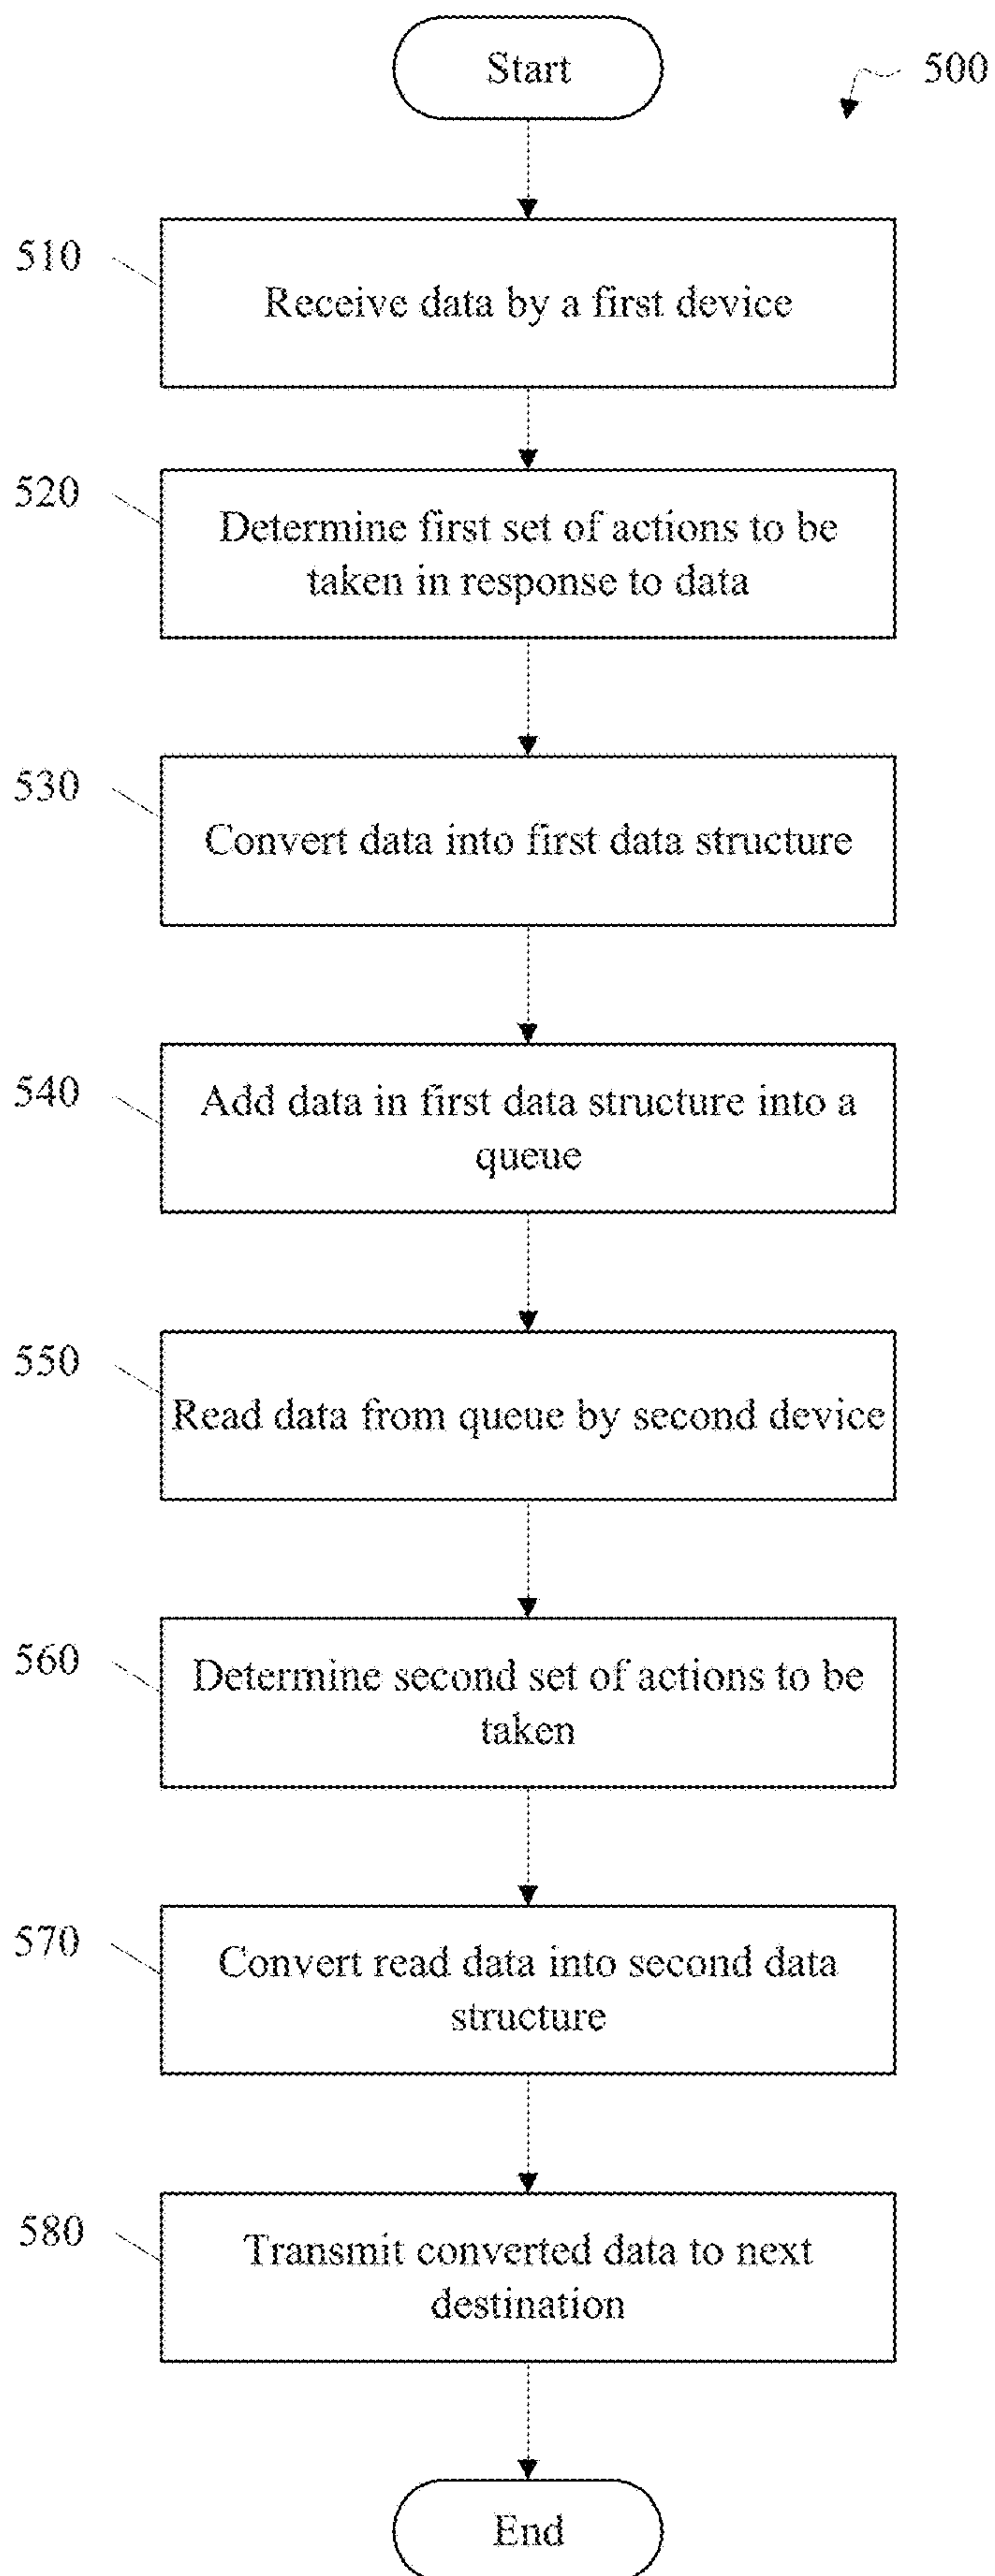 Start
500
510
Receive data by a first device
520
Determine first set of actions to be
taken in response to data
530
Convert data into first data structure
540
Add data in first data structure into a
queue
550
Read data from queue by second device
560
Determine second set of actions to be
taken
570
Convert read data into second data
structure
580
Transmit converted data to next
destination
End